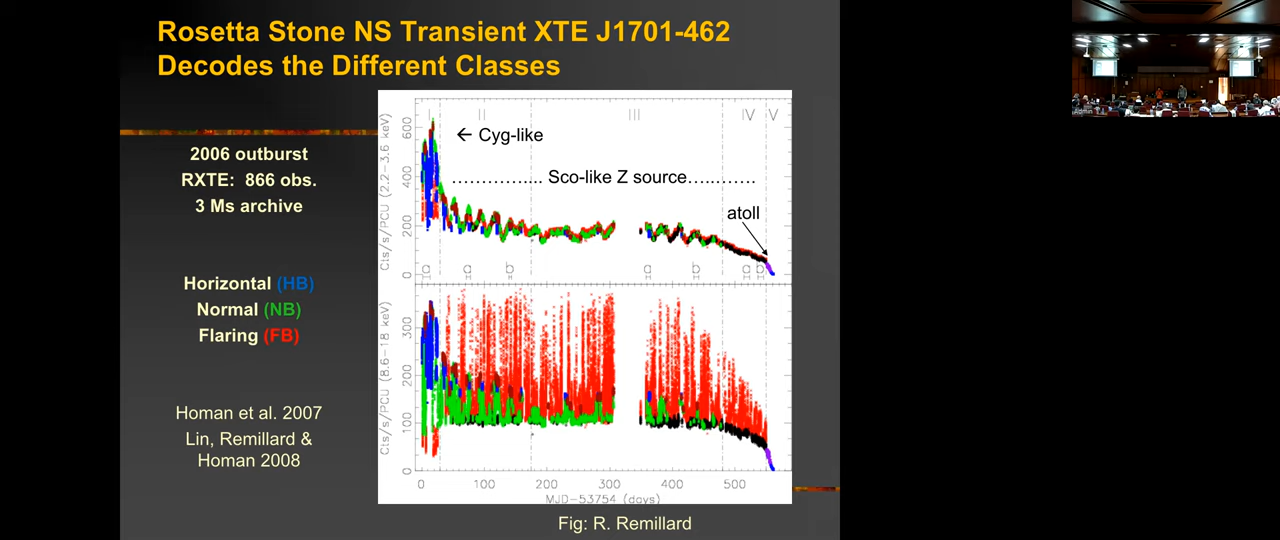 Rosetta Stone NS Transient XTE J1701-462
Decodes the Different Classes
2006 outburst
RXTE: 866 obs.
3 Ms archive
Horizontal (HB)
Normal (NB)
Flaring (FB)
Homan et al. 2007
Lin, Remillard &
Homan 2008
I II III IV V
← Cyg-like
…………... Sco-like Z source…..…….
atoll
Cts/s/PCU (2.2-3.6 keV)
600
400
200
0
a a b a b a b
Cts/s/PCU (8.6-18 keV)
300
200
100
0
0 100 200 300 400 500
MJD-53754 (days)
Fig: R. Remillard